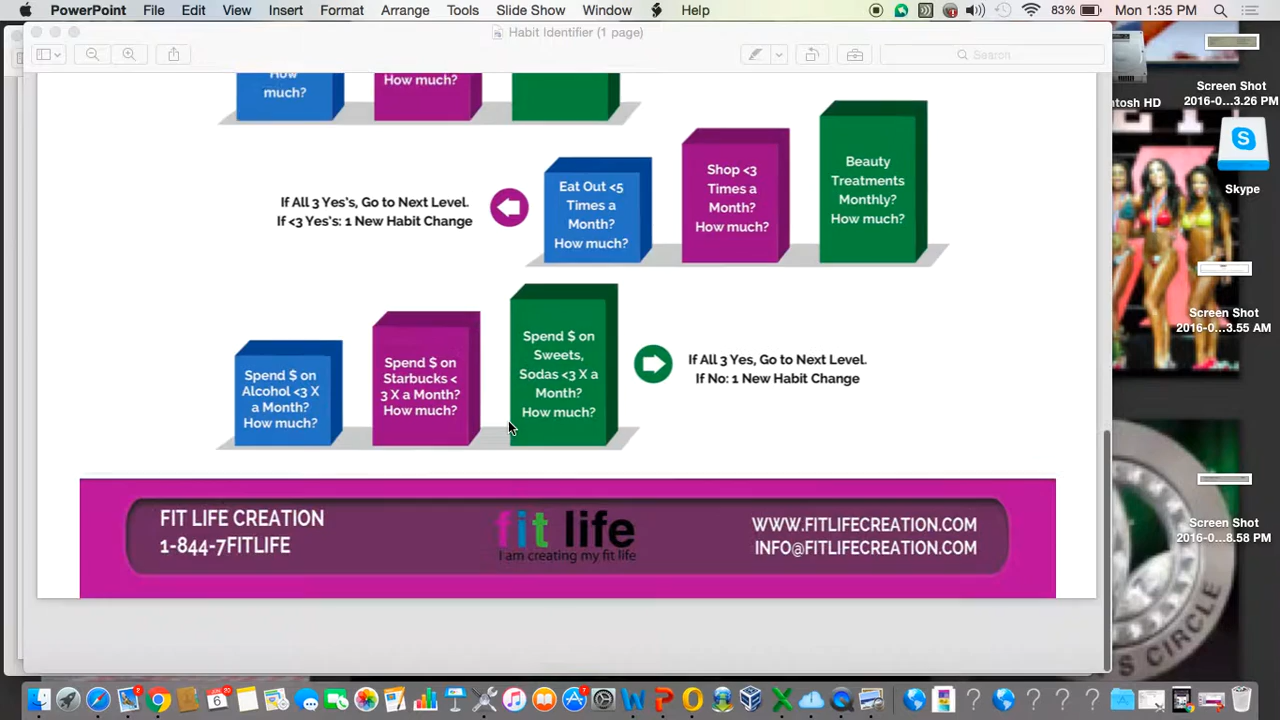 PowerPoint File Edit View Insert Format Arrange Tools Slide Show Window Help 83% Mon 1:35 PM
Habit Identifier (1 page)
Search
How
much?
How much?
If All 3 Yes's, Go to Next Level.
If <3 Yes's: 1 New Habit Change
Eat Out <5
Times a
Month?
How much?
Shop <3
Times a
Month?
How much?
Beauty
Treatments
Monthly?
How much?
Spend $ on
Alcohol <3 X
a Month?
How much?
Spend $ on
Starbucks <
3 X a Month?
How much?
Spend $ on
Sweets,
Sodas <3 X a
Month?
How much?
If All 3 Yes, Go to Next Level.
If No: 1 New Habit Change
FIT LIFE CREATION
1-844-7FITLIFE
fit life
I am creating my fit life
WWW.FITLIFECREATION.COM
INFO@FITLIFECREATION.COM
Screen Shot
2016-0...3.26 PM
ntosh HD
Skype
Screen Shot
2016-0...3.55 AM
Screen Shot
2016-0...8.58 PM
S CIRCLE
6